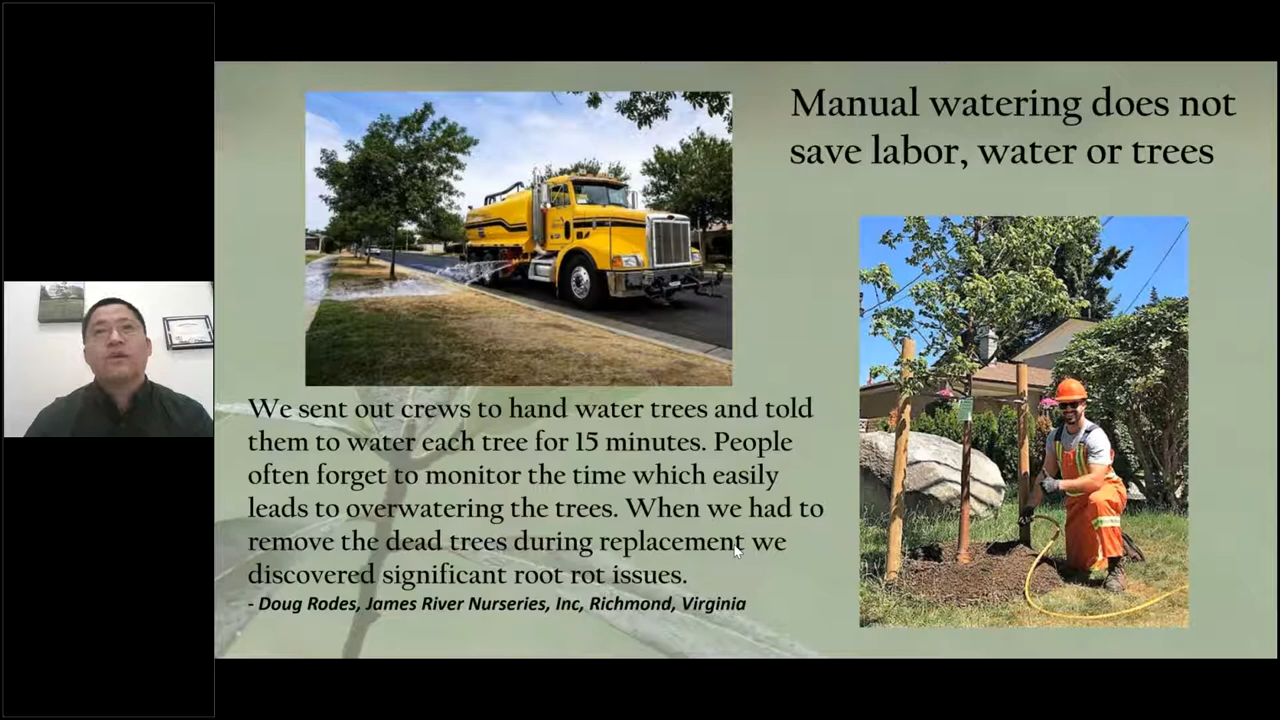 Manual watering does not
save labor, water or trees
We sent out crews to hand water trees and told
them to water each tree for 15 minutes. People
often forget to monitor the time which easily
leads to overwatering the trees. When we had to
remove the dead trees during replacement we
discovered significant root rot issues.
- Doug Rodes, James River Nurseries, Inc, Richmond, Virginia